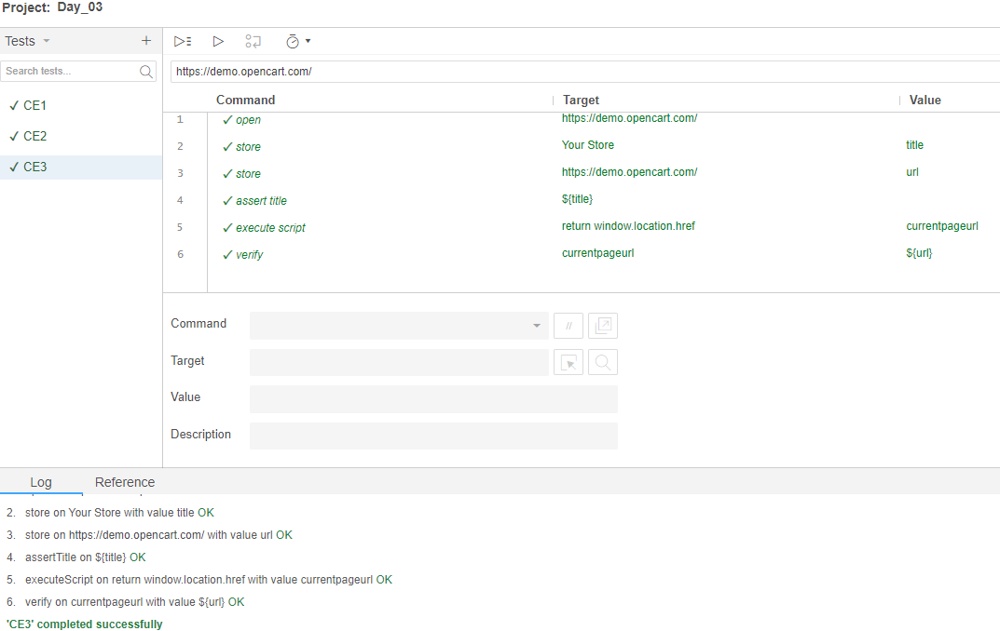 Project: Day_03
Tests
Search tests...
CE1
CE2
CE3
https://demo.opencart.com/
Command Target Value
1 open https://demo.opencart.com/
2 store Your Store title
3 store https://demo.opencart.com/ url
4 assert title ${title}
5 execute script return window.location.href currentpageurl
6 verify currentpageurl ${url}
Command //
Target
Value
Description
Log Reference
2. store on Your Store with value title OK
3. store on https://demo.opencart.com/ with value url OK
4. assertTitle on ${title} OK
5. executeScript on return window.location.href with value currentpageurl OK
6. verify on currentpageurl with value ${url} OK
'CE3' completed successfully